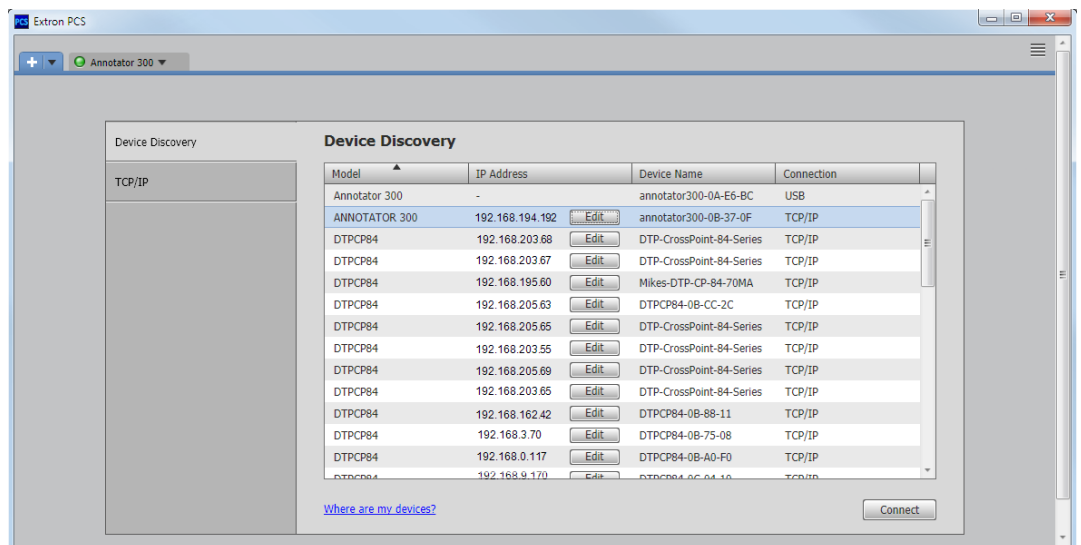 PCS Extron PCS
+ Annotator 300
Device Discovery
TCP/IP
Device Discovery
Model IP Address Device Name Connection
Annotator 300 - annotator300-0A-E6-BC USB
ANNOTATOR 300 192.168.194.192 Edit annotator300-0B-37-0F TCP/IP
DTPCP84 192.168.203.68 Edit DTP-CrossPoint-84-Series TCP/IP
DTPCP84 192.168.203.67 Edit DTP-CrossPoint-84-Series TCP/IP
DTPCP84 192.168.195.60 Edit Mikes-DTP-CP-84-70MA TCP/IP
DTPCP84 192.168.205.63 Edit DTPCP84-0B-CC-2C TCP/IP
DTPCP84 192.168.205.65 Edit DTP-CrossPoint-84-Series TCP/IP
DTPCP84 192.168.203.55 Edit DTP-CrossPoint-84-Series TCP/IP
DTPCP84 192.168.205.69 Edit DTP-CrossPoint-84-Series TCP/IP
DTPCP84 192.168.203.65 Edit DTP-CrossPoint-84-Series TCP/IP
DTPCP84 192.168.162.42 Edit DTPCP84-0B-88-11 TCP/IP
DTPCP84 192.168.3.70 Edit DTPCP84-0B-75-08 TCP/IP
DTPCP84 192.168.0.117 Edit DTPCP84-0B-A0-F0 TCP/IP
DTPCP84 192.168.9.170 Edit TCP/IP
Where are my devices?
Connect